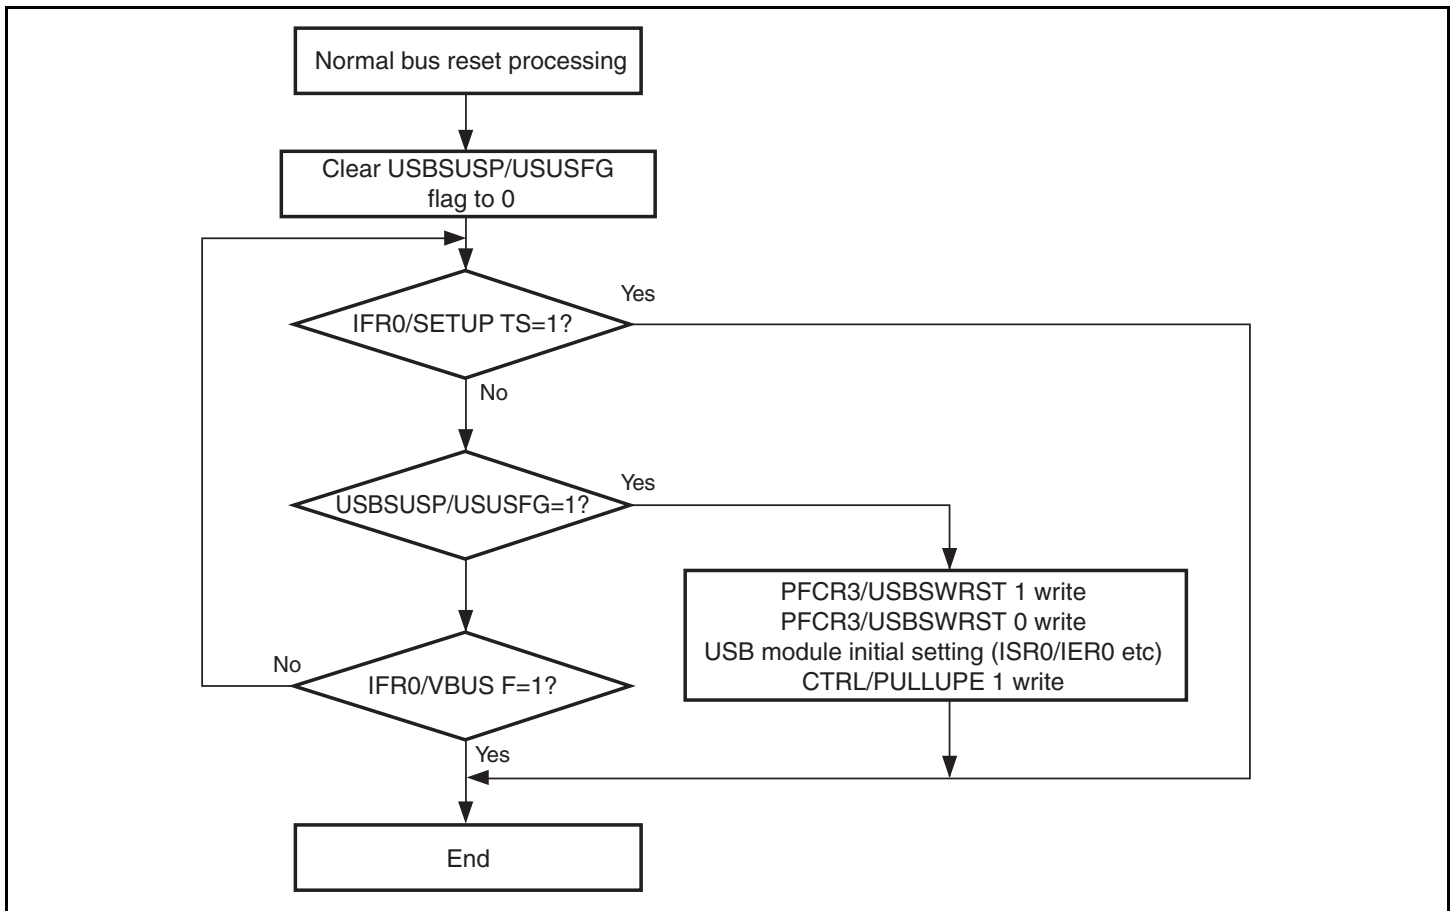 Normal bus reset processing
Clear USBSUSP/USUSFG
flag to 0
Yes
IFR0/SETUP TS=1?
No
Yes
USBSUSP/USUSFG=1?
PFCR3/USBSWRST 1 write
PFCR3/USBSWRST 0 write
USB module initial setting (ISR0/IER0 etc)
CTRL/PULLUPE 1 write
No
IFR0/VBUS F=1?
Yes
End